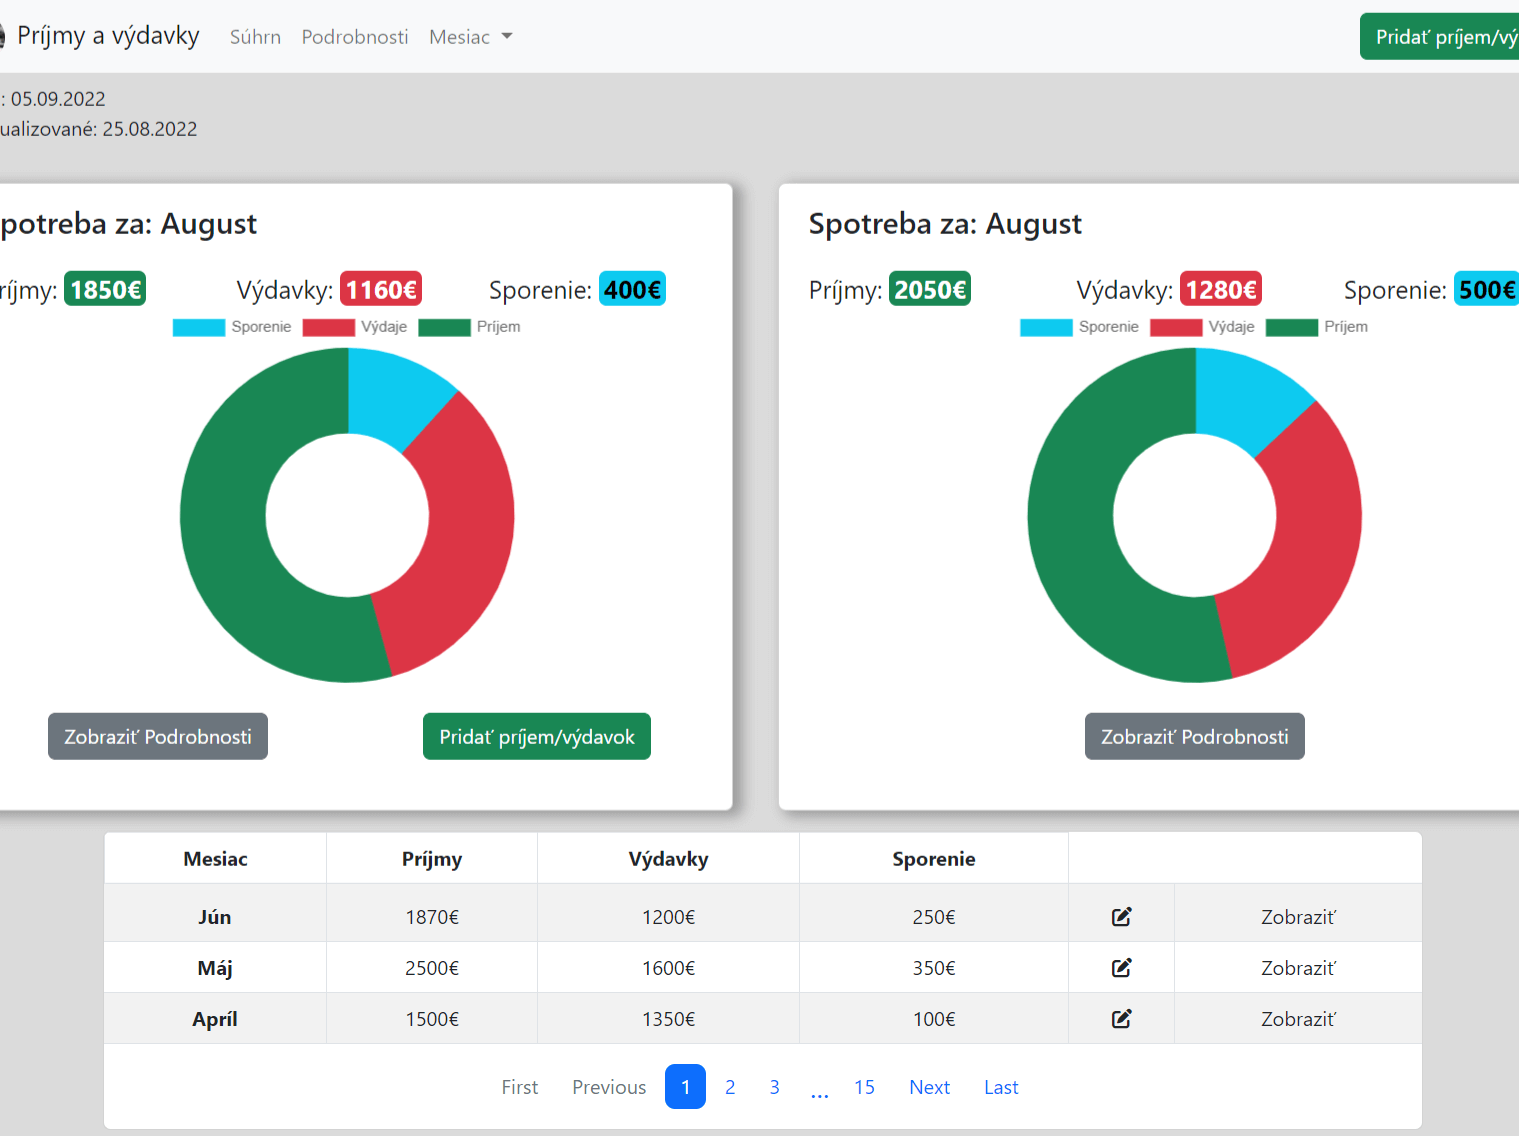 Príjmy a výdavky Súhrn Podrobnosti Mesiac Pridať príjem/vý
: 05.09.2022
ualizované: 25.08.2022
potreba za: August
ríjmy: 1850€ Výdavky: 1160€ Sporenie: 400€
Sporenie Výdaje Príjem
Zobraziť Podrobnosti Pridať príjem/výdavok
Spotreba za: August
Príjmy: 2050€ Výdavky: 1280€ Sporenie: 500€
Sporenie Výdaje Príjem
Zobraziť Podrobnosti
Mesiac Príjmy Výdavky Sporenie
Jún 1870€ 1200€ 250€ Zobraziť
Máj 2500€ 1600€ 350€ Zobraziť
Apríl 1500€ 1350€ 100€ Zobraziť
First Previous 1 2 3 ... 15 Next Last